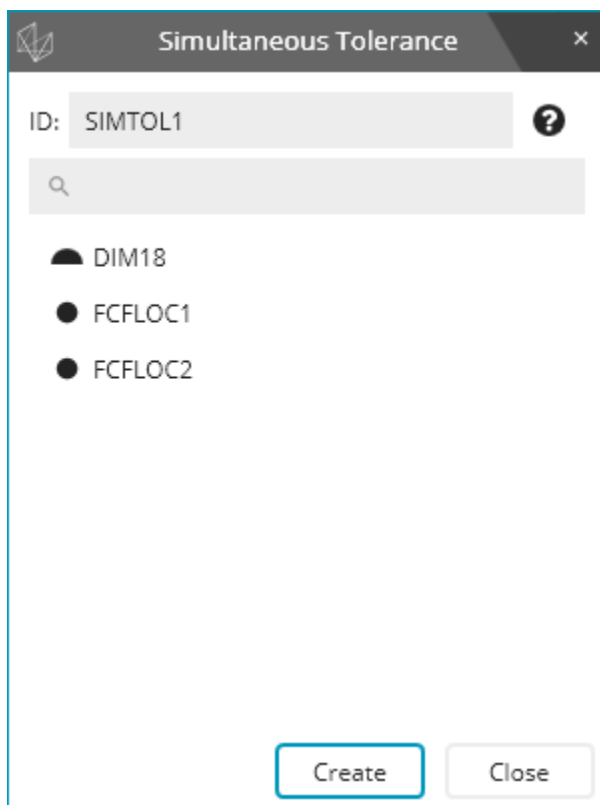 Simultaneous Tolerance
ID: SIMTOL1
DIM18
FCFLOC1
FCFLOC2
Create Close